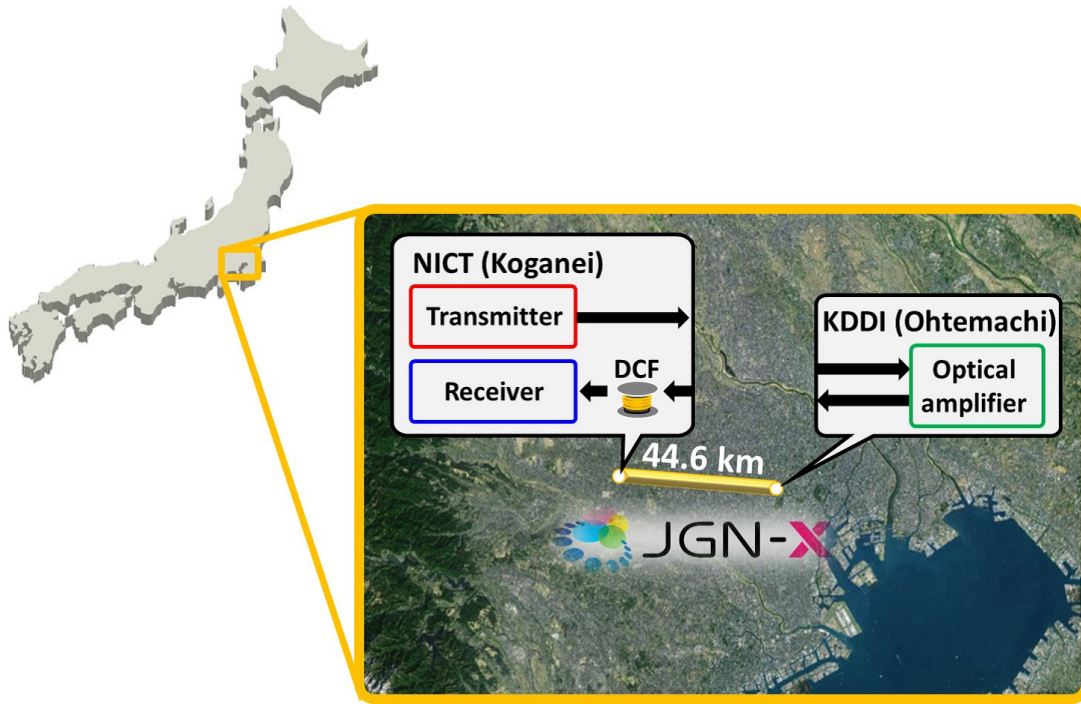 NICT (Koganei)
Transmitter
Receiver
DCF
KDDI (Ohtemachi)
Optical
amplifier
44.6 km
JGN-X